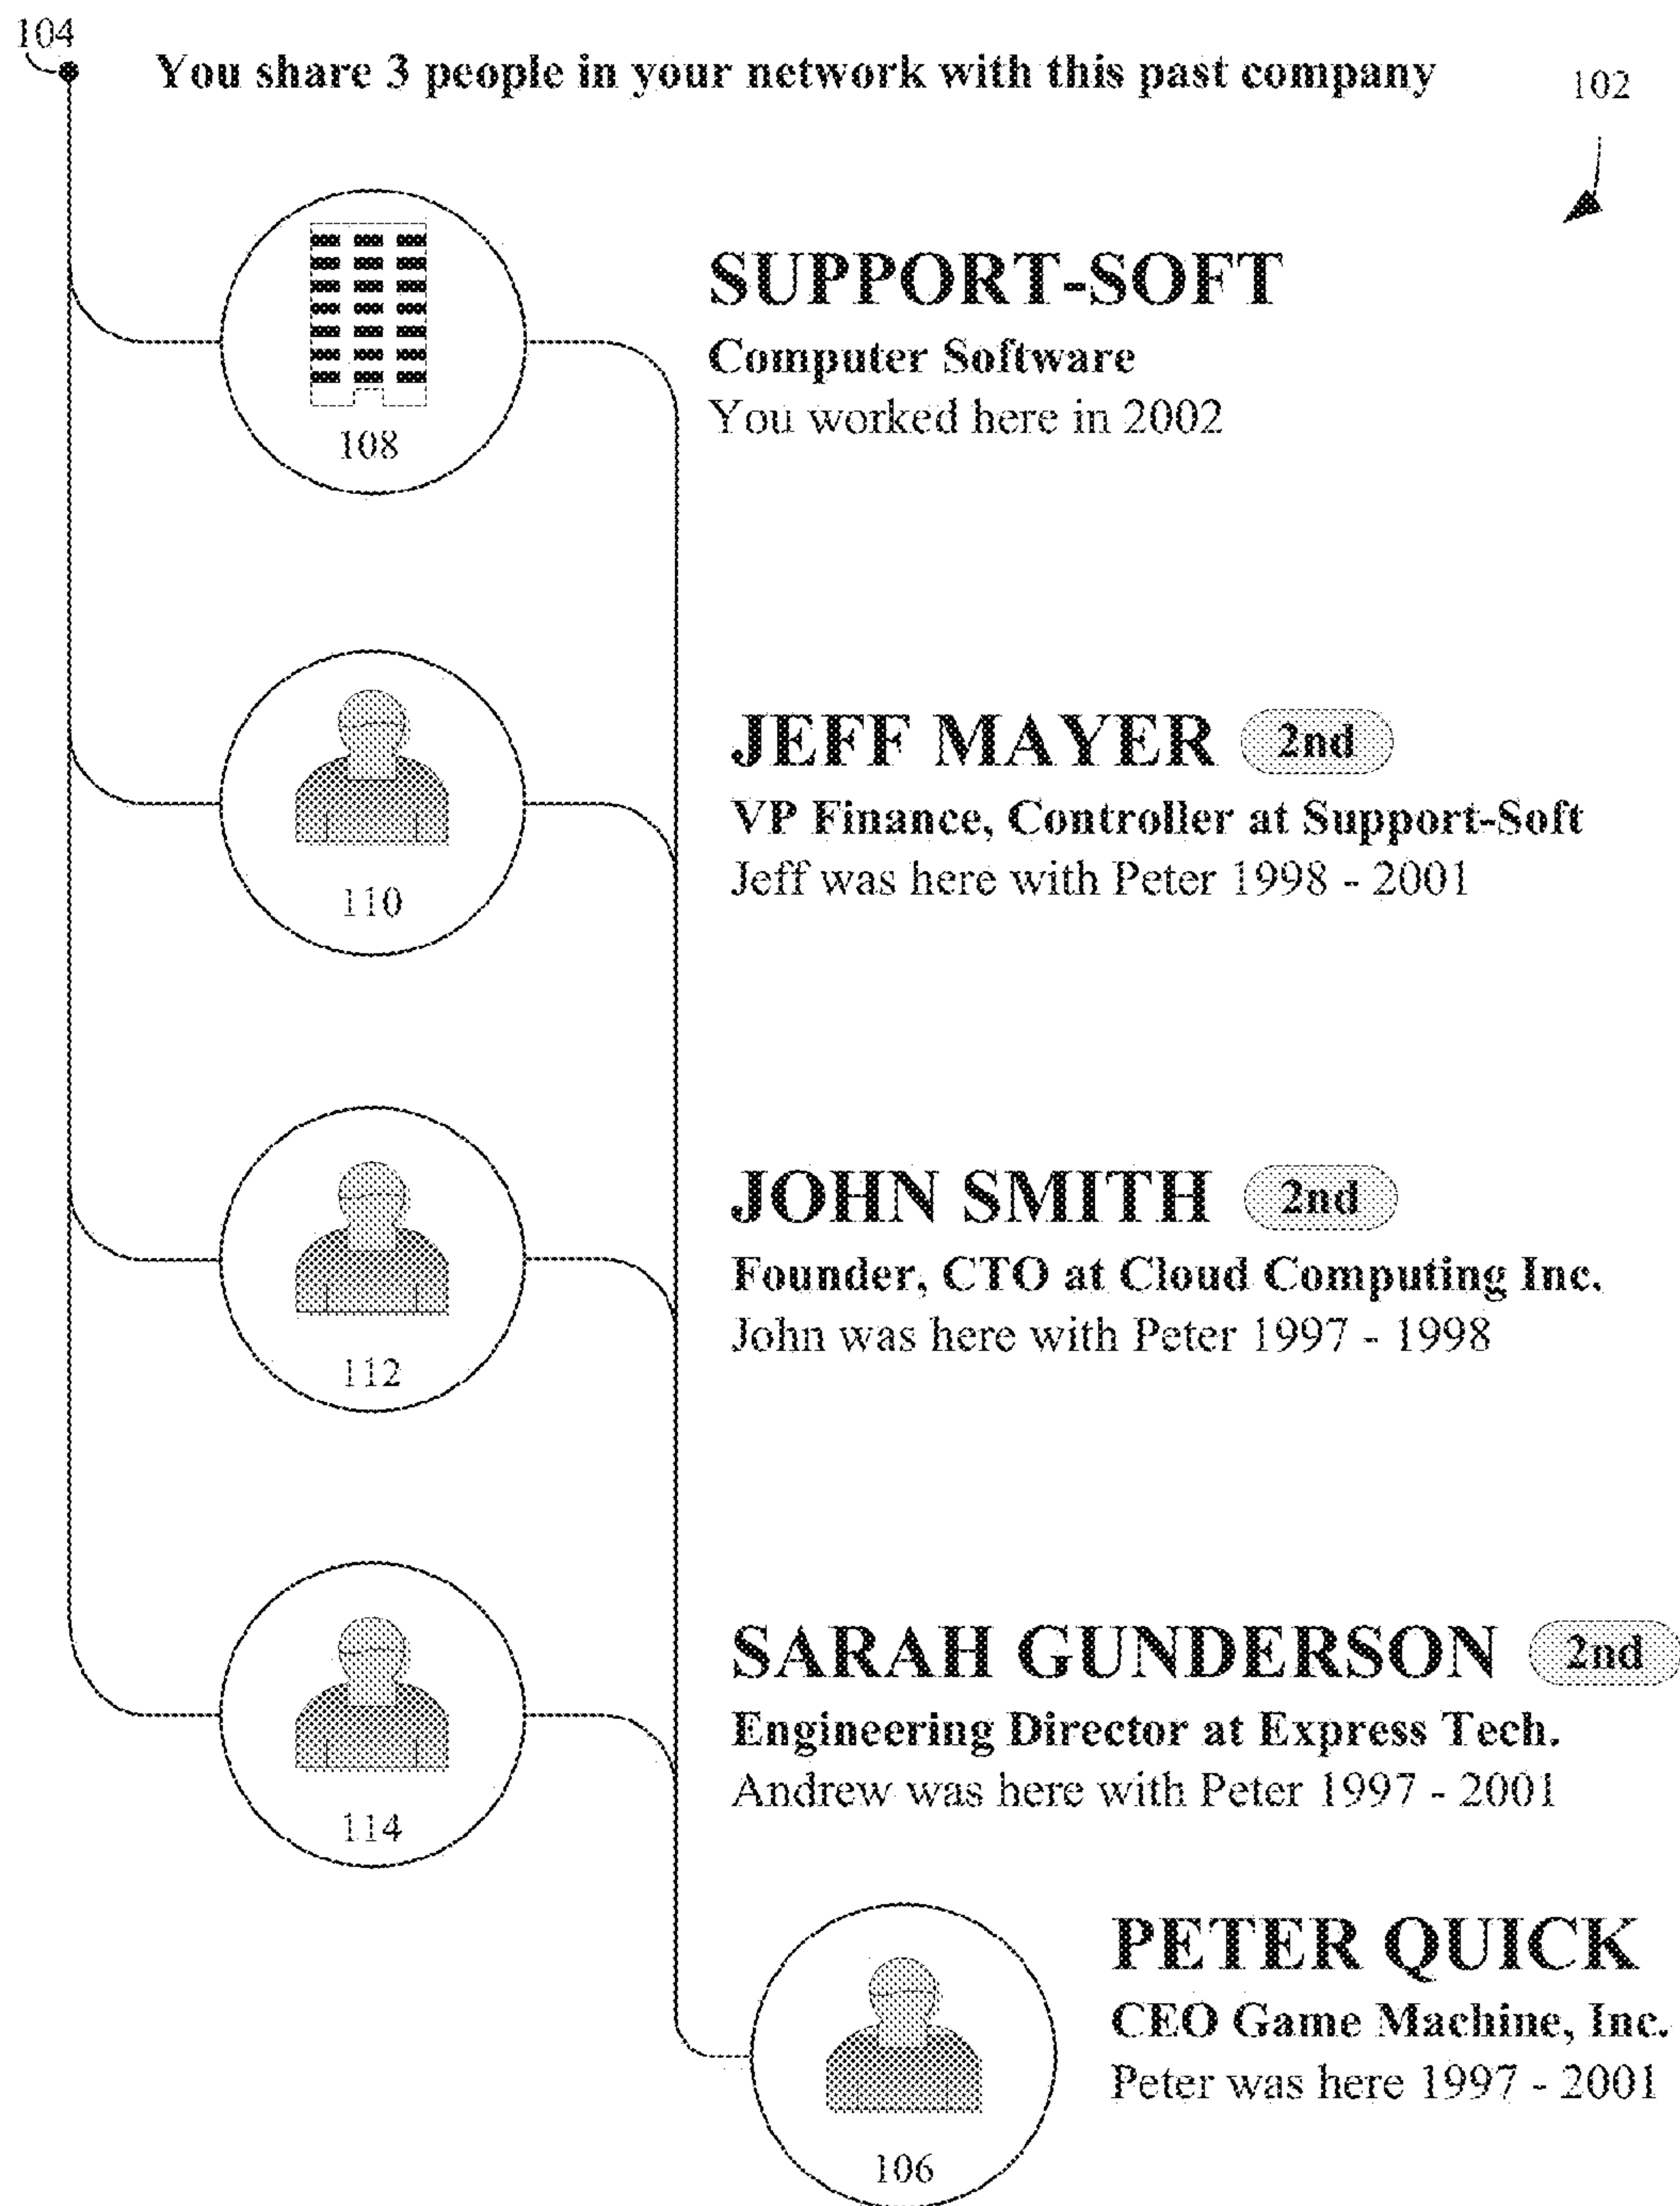 104
You share 3 people in your network with this past company
102
SUPPORT-SOFT
Computer Software
You worked here in 2002
108
JEFF MAYER 2nd
VP Finance, Controller at Support-Soft
Jeff was here with Peter 1998 - 2001
110
JOHN SMITH 2nd
Founder, CTO at Cloud Computing Inc.
John was here with Peter 1997 - 1998
112
SARAH GUNDERSON 2nd
Engineering Director at Express Tech.
Andrew was here with Peter 1997 - 2001
114
PETER QUICK
CEO Game Machine, Inc.
Peter was here 1997 - 2001
106